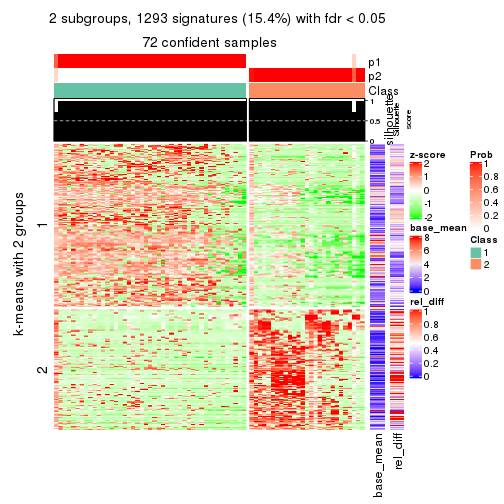 2 subgroups, 1293 signatures (15.4%) with fdr < 0.05
72 confident samples
p1
p2
Class
silhouette
Silhouette
score
1
0.5
0
k-means with 2 groups
1
2
base_mean
rel_diff
z-score
2
1
0
-1
-2
base_mean
8
6
4
2
0
rel_diff
1
0.8
0.6
0.4
0.2
0
Prob
1
0.8
0.6
0.4
0.2
0
Class
1
2